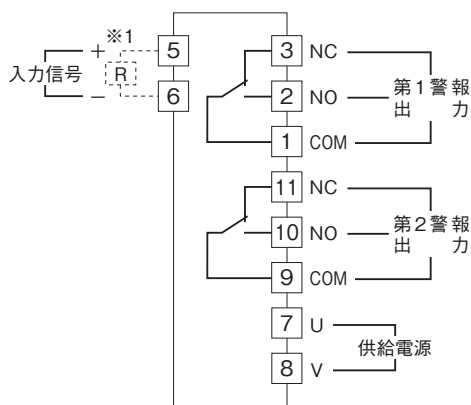 ※1
入力信号
+
R
−
5
6
3 NC
2 NO
1 COM
第1警報
出力
11 NC
10 NO
9 COM
第2警報
出力
7 U
8 V
供給電源